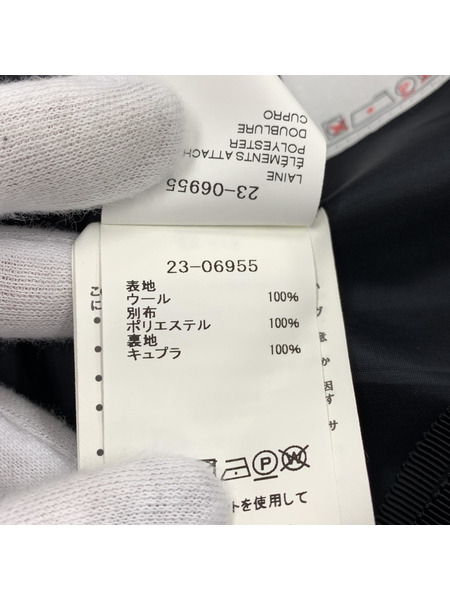 CUPRO
DOUBLURE
POLYESTER
ÉLÉMENTS ATTACH
LAINE
23-06955
23-06955
表地
ウール 100%
別布
ポリエステル 100%
裏地
キュプラ 100%
トを使用して